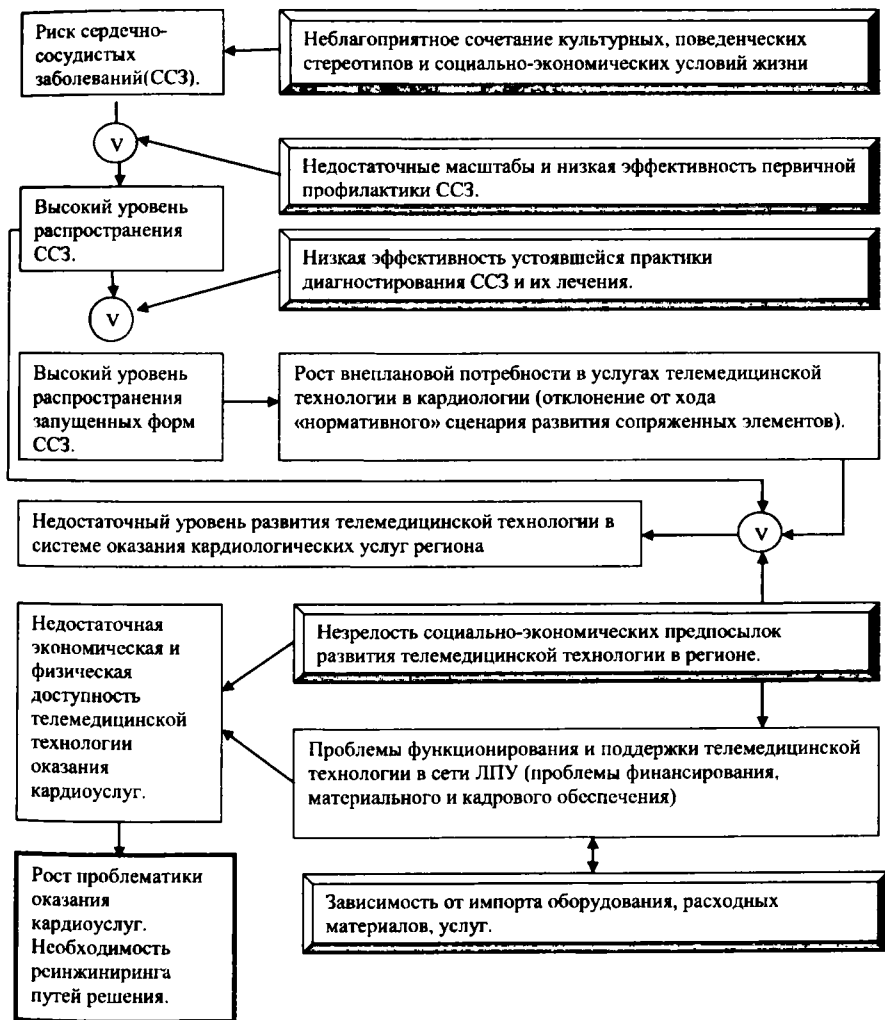 Риск сердечно-
сосудистых
заболеваний(ССЗ).
Неблагоприятное сочетание культурных, поведенческих
стереотипов и социально-экономических условий жизни
V
Недостаточные масштабы и низкая эффективность первичной
профилактики ССЗ.
Высокий уровень
распространения
ССЗ.
Низкая эффективность устоявшейся практики
диагностирования ССЗ и их лечения.
V
Высокий уровень
распространения
запущенных форм
ССЗ.
Рост внеплановой потребности в услугах телемедицинской
технологии в кардиологии (отклонение от хода
«нормативного» сценария развития сопряженных элементов).
Недостаточный уровень развития телемедицинской технологии в
системе оказания кардиологических услуг региона
V
Недостаточная
экономическая и
физическая
доступность
телемедицинской
технологии
оказания
кардиоуслуг.
Незрелость социально-экономических предпосылок
развития телемедицинской технологии в регионе.
Проблемы функционирования и поддержки телемедицинской
технологии в сети ЛПУ (проблемы финансирования,
материального и кадрового обеспечения)
Рост проблематики
оказания
кардиоуслуг.
Необходимость
реинжиниринга
путей решения.
Зависимость от импорта оборудования, расходных
материалов, услуг.